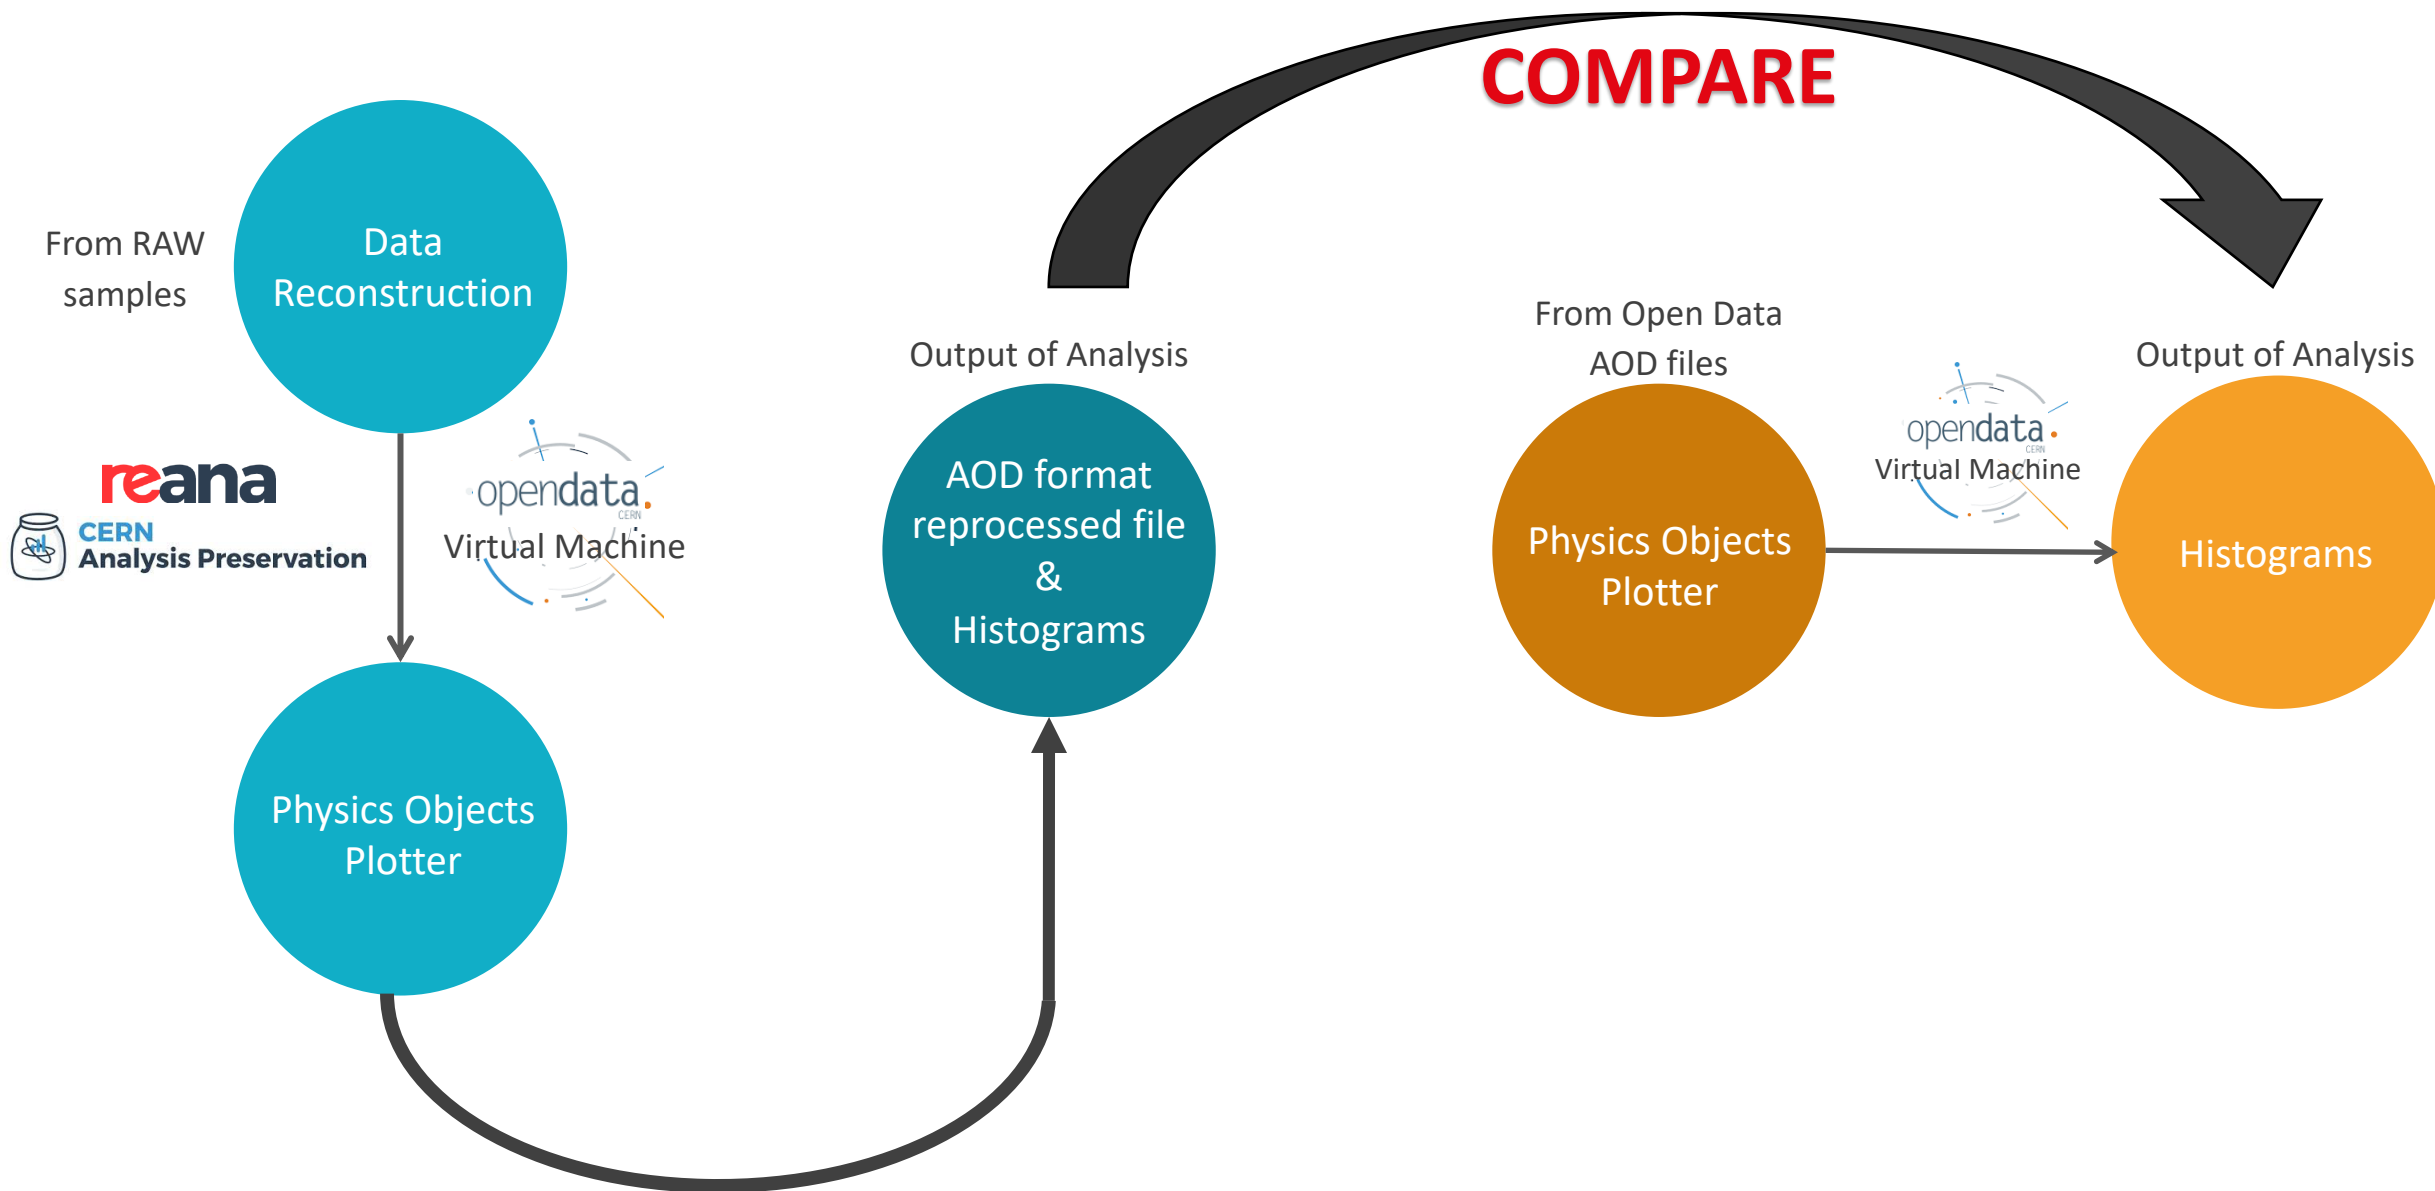 COMPARE
From RAW
samples
Data
Reconstruction
reana
CERN
Analysis Preservation
opendata
CERN
Virtual Machine
Physics Objects
Plotter
Output of Analysis
AOD format
reprocessed file
&
Histograms
From Open Data
AOD files
Physics Objects
Plotter
opendata
CERN
Virtual Machine
Output of Analysis
Histograms